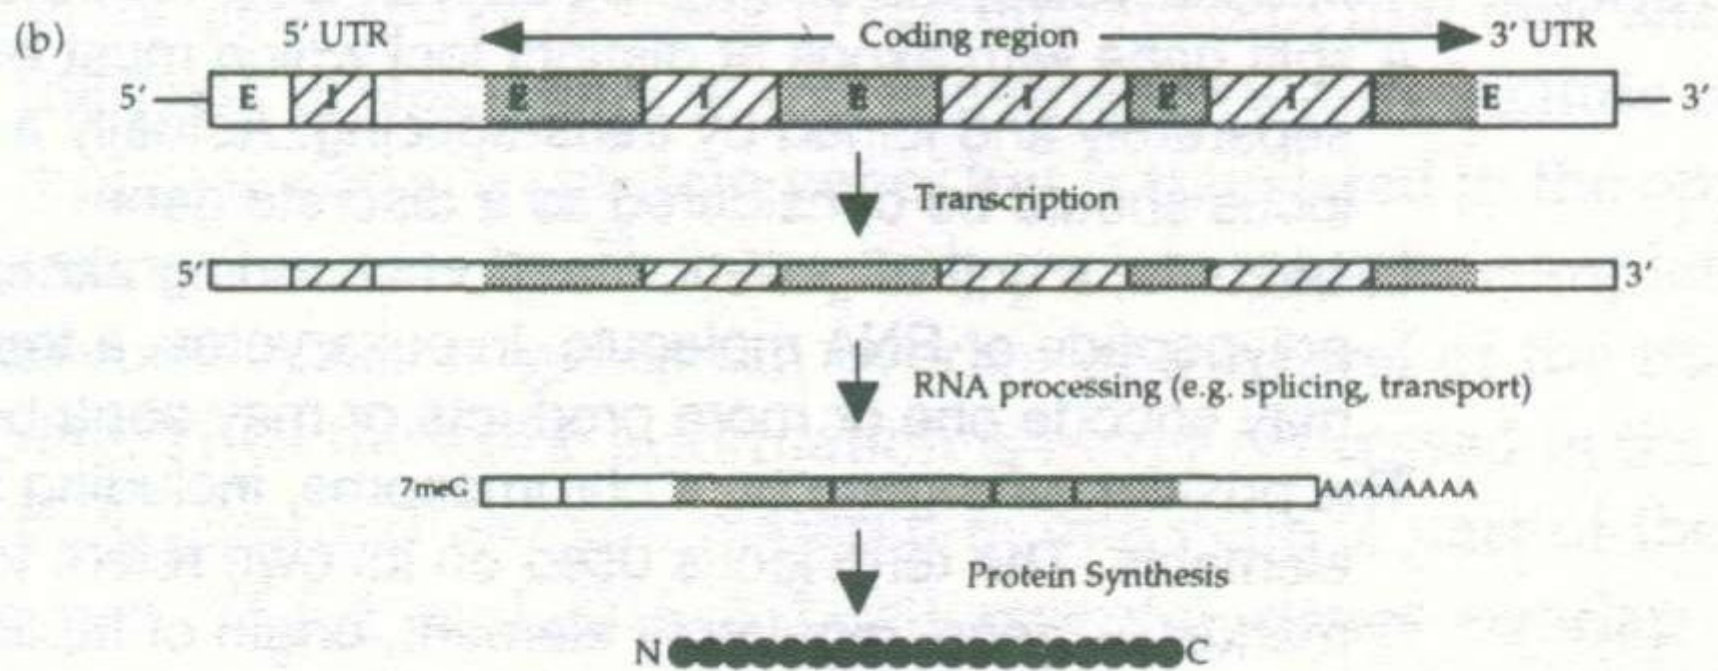 (b) 5′ UTR Coding region 3′ UTR
5′ E I E I E I E I E 3′
Transcription
5′ 3′
RNA processing (e.g. splicing, transport)
7meG AAAAAAAA
Protein Synthesis
N C